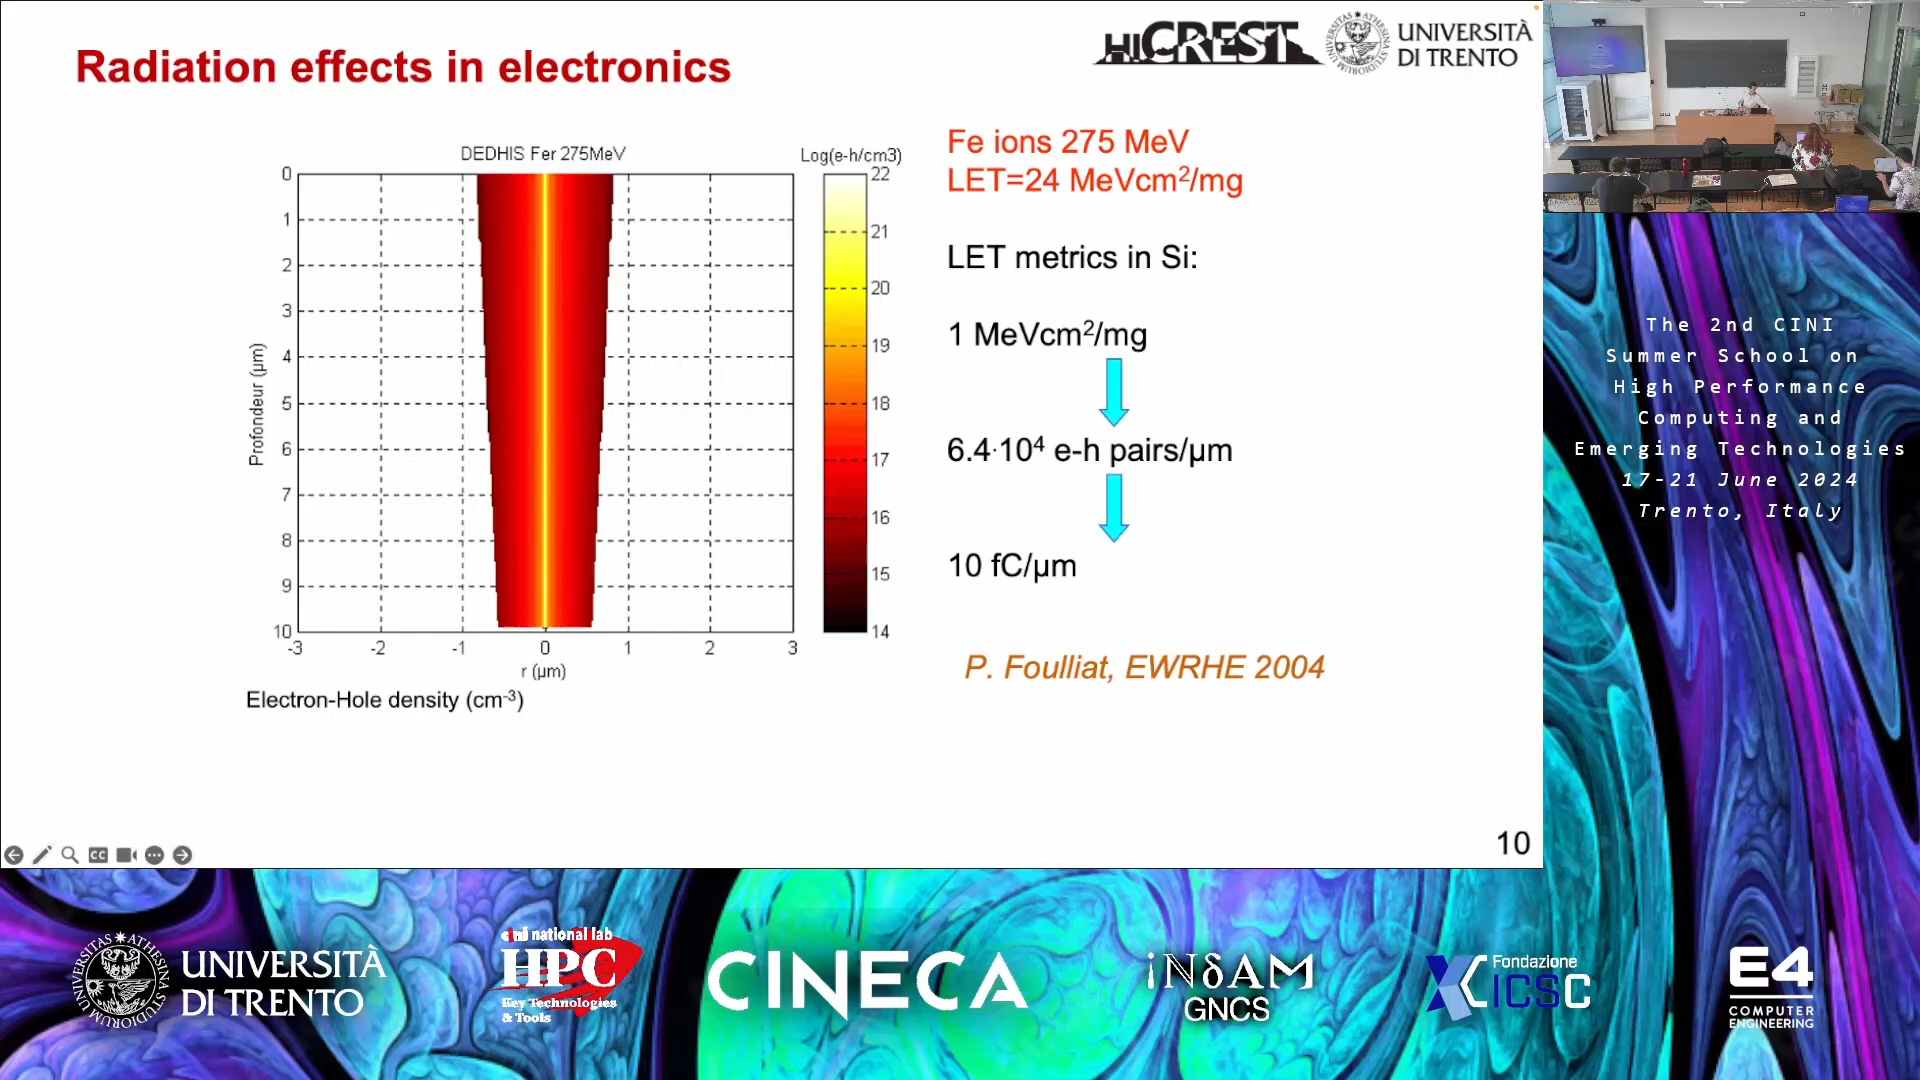 Radiation effects in electronics
HiCREST
UNIVERSITÀ
DI TRENTO
DEDHIS Fer 275MeV
Log(e-h/cm3)
0
1
2
3
4
5
6
7
8
9
10
Profondeur (μm)
-3 -2 -1 0 1 2 3
r (μm)
22
21
20
19
18
17
16
15
14
Electron-Hole density (cm-3)
Fe ions 275 MeV
LET=24 MeVcm²/mg
LET metrics in Si:
1 MeVcm²/mg
6.4·10⁴ e-h pairs/μm
10 fC/μm
P. Foulliat, EWRHE 2004
10
CC
The 2nd CINI
Summer School on
High Performance
Computing and
Emerging Technologies
17-21 June 2024
Trento, Italy
UNIVERSITÀ
DI TRENTO
cini national lab
HPC
Key Technologies
& Tools
CINECA
iNδAM
GNCS
Fondazione
ICSC
E4
COMPUTER
ENGINEERING